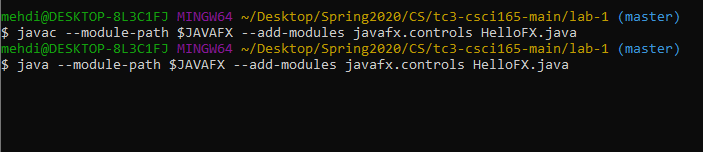 mehdi@DESKTOP-8L3C1FJ MINGW64 ~/Desktop/Spring2020/CS/tc3-csci165-main/lab-1 (master)
$ javac --module-path $JAVAFX --add-modules javafx.controls HelloFX.java
mehdi@DESKTOP-8L3C1FJ MINGW64 ~/Desktop/Spring2020/CS/tc3-csci165-main/lab-1 (master)
$ java --module-path $JAVAFX --add-modules javafx.controls HelloFX.java